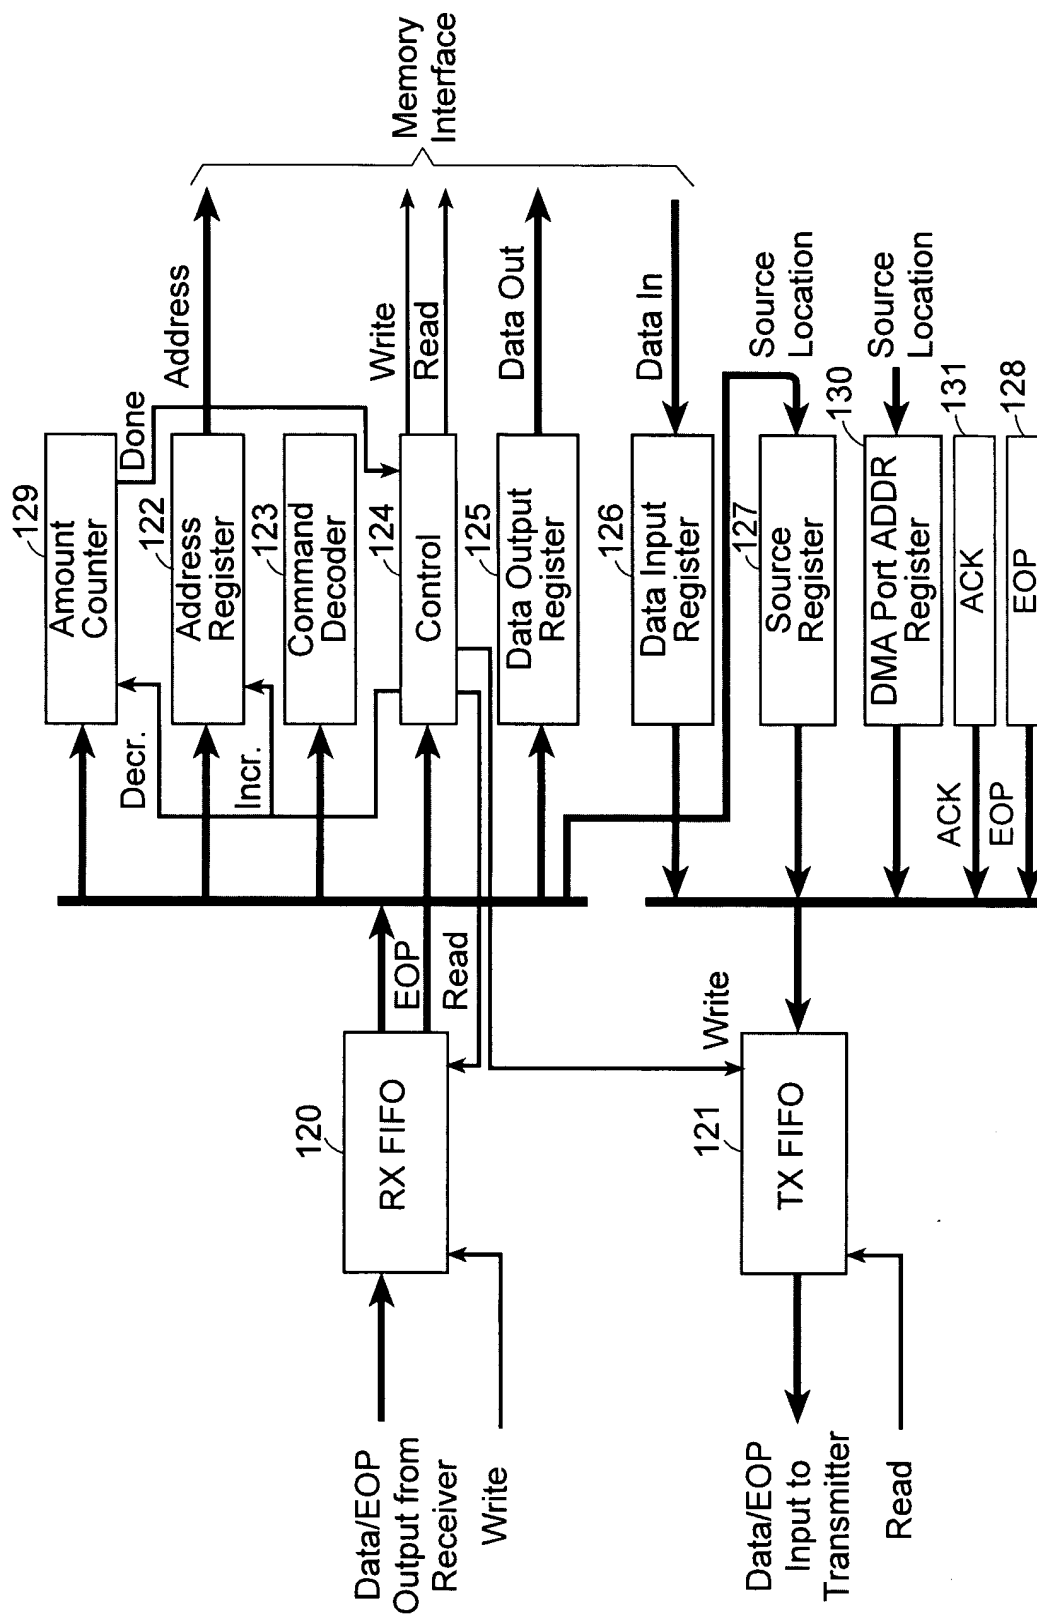 129
Amount
Counter
Done
Decr.
122
Address
Register
Address
Incr.
123
Command
Decoder
124
Control
Write
Read
Memory
Interface
125
Data Output
Register
Data Out
126
Data Input
Register
Data In
127
Source
Register
Source
Location
130
DMA Port ADDR
Register
Source
Location
131
ACK
ACK
128
EOP
EOP
120
RX FIFO
EOP
Read
Data/EOP
Output from
Receiver
Write
121
TX FIFO
Write
Data/EOP
Input to
Transmitter
Read